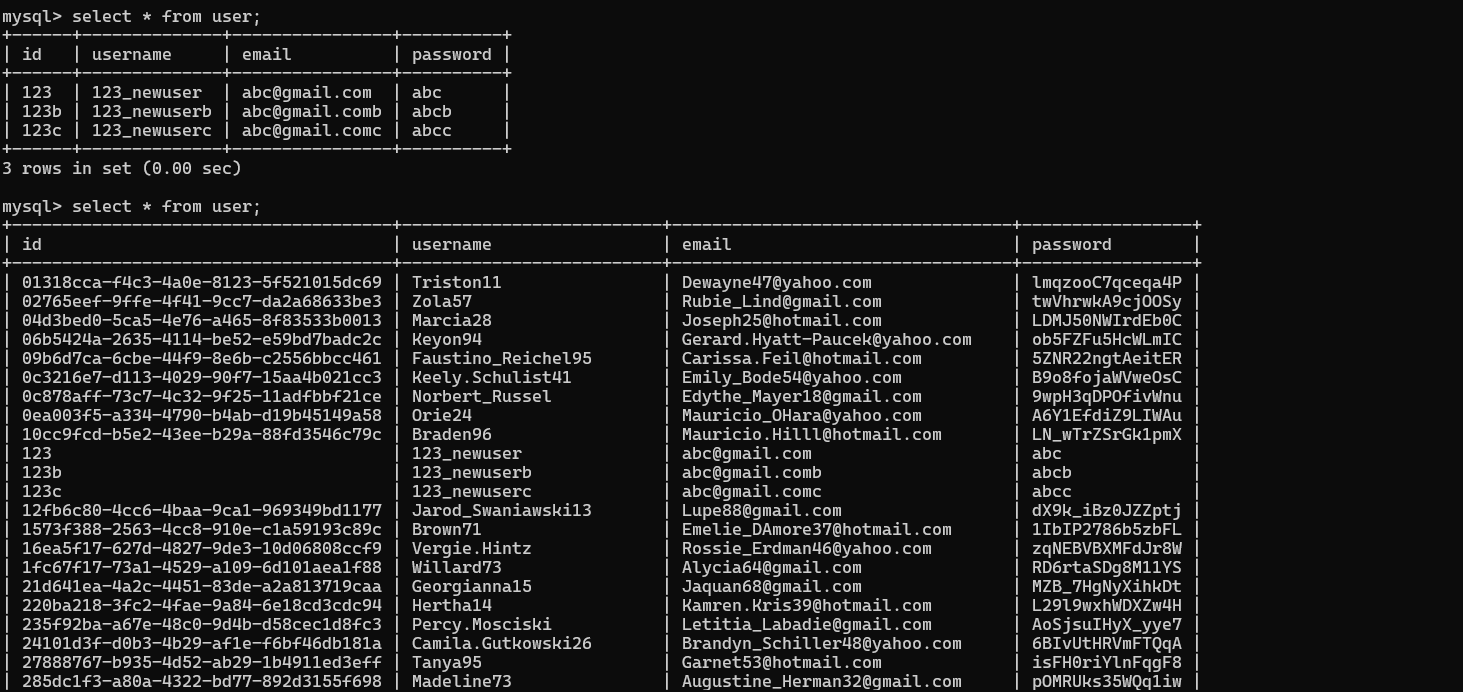 mysql> select * from user;
| id | username | email | password |
| 123 | 123_newuser | abc@gmail.com | abc |
| 123b | 123_newuserb | abc@gmail.comb | abcb |
| 123c | 123_newuserc | abc@gmail.comc | abcc |
3 rows in set (0.00 sec)
mysql> select * from user;
| id | username | email | password |
| 01318cca-f4c3-4a0e-8123-5f521015dc69 | Triston11 | Dewayne47@yahoo.com | lmqzooC7qceqa4P |
| 02765eef-9ffe-4f41-9cc7-da2a68633be3 | Zola57 | Rubie_Lind@gmail.com | twVhrwkA9cjOOSy |
| 04d3bed0-5ca5-4e76-a465-8f83533b0013 | Marcia28 | Joseph25@hotmail.com | LDMJ50NWIrdEb0C |
| 06b5424a-2635-4114-be52-e59bd7badc2c | Keyon94 | Gerard.Hyatt-Paucek@yahoo.com | ob5FZFu5HcWLmIC |
| 09b6d7ca-6cbe-44f9-8e6b-c2556bbcc461 | Faustino_Reichel95 | Carissa.Feil@hotmail.com | 5ZNR22ngtAeitER |
| 0c3216e7-d113-4029-90f7-15aa4b021cc3 | Keely.Schulist41 | Emily_Bode54@yahoo.com | B9o8fojaWVweOsC |
| 0c878aff-73c7-4c32-9f25-11adfbbf21ce | Norbert_Russel | Edythe_Mayer18@gmail.com | 9wpH3qDPOfivWnu |
| 0ea003f5-a334-4790-b4ab-d19b45149a58 | Orie24 | Mauricio_OHara@yahoo.com | A6Y1EfdiZ9LIWAu |
| 10cc9fcd-b5e2-43ee-b29a-88fd3546c79c | Braden96 | Mauricio.Hilll@hotmail.com | LN_wTrZSrGk1pmX |
| 123 | 123_newuser | abc@gmail.com | abc |
| 123b | 123_newuserb | abc@gmail.comb | abcb |
| 123c | 123_newuserc | abc@gmail.comc | abcc |
| 12fb6c80-4cc6-4baa-9ca1-969349bd1177 | Jarod_Swaniawski13 | Lupe88@gmail.com | dX9k_iBz0JZZptj |
| 1573f388-2563-4cc8-910e-c1a59193c89c | Brown71 | Emelie_DAmore37@hotmail.com | 1IbIP2786b5zbFL |
| 16ea5f17-627d-4827-9de3-10d06808ccf9 | Vergie.Hintz | Rossie_Erdman46@yahoo.com | zqNEBVBXMFdJr8W |
| 1fc67f17-73a1-4529-a109-6d101aea1f88 | Willard73 | Alycia64@gmail.com | RD6rtaSDg8M11YS |
| 21d641ea-4a2c-4451-83de-a2a813719caa | Georgianna15 | Jaquan68@gmail.com | MZB_7HgNyXihkDt |
| 220ba218-3fc2-4fae-9a84-6e18cd3cdc94 | Hertha14 | Kamren.Kris39@hotmail.com | L29l9wxhWDXZw4H |
| 235f92ba-a67e-48c0-9d4b-d58cec1d8fc3 | Percy.Mosciski | Letitia_Labadie@gmail.com | AoSjsuIHyX_yye7 |
| 24101d3f-d0b3-4b29-af1e-f6bf46db181a | Camila.Gutkowski26 | Brandyn_Schiller48@yahoo.com | 6BIvUtHRVmFTQqA |
| 27888767-b935-4d52-ab29-1b4911ed3eff | Tanya95 | Garnet53@hotmail.com | isFH0riYlnFqgF8 |
| 285dc1f3-a80a-4322-bd77-892d3155f698 | Madeline73 | Augustine_Herman32@gmail.com | pOMRUks35WQq1iw |